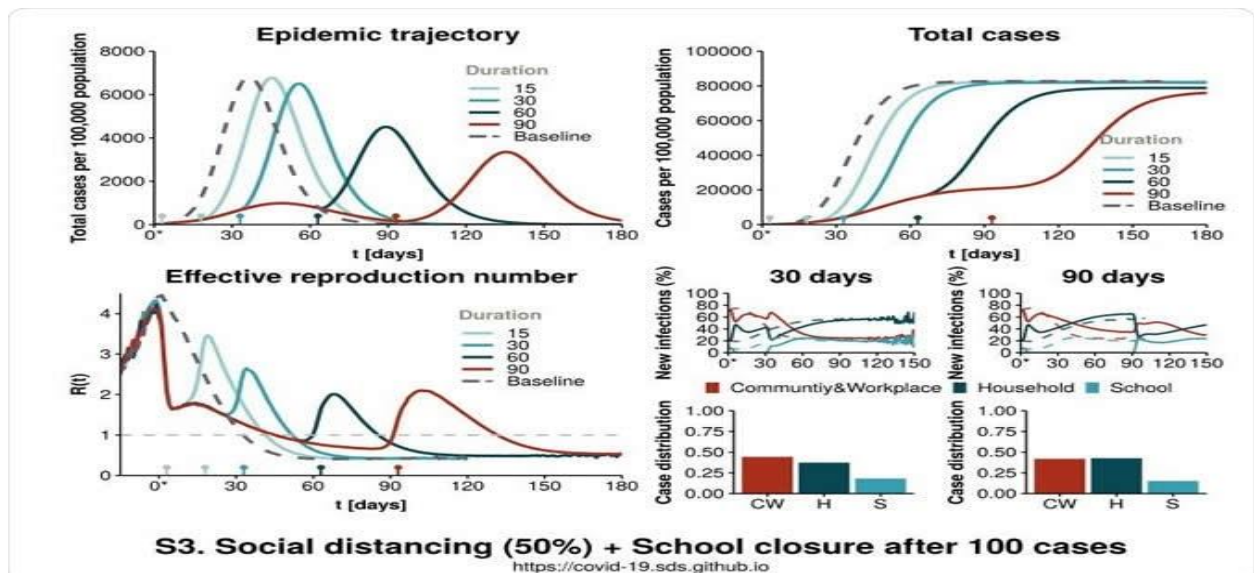 Epidemic trajectory
Total cases per 100,000 population
8000
6000
4000
2000
0
Duration
15
30
60
90
Baseline
0* 30 60 90 120 150 180
t [days]
Total cases
Cases per 100,000 population
100000
80000
60000
40000
20000
0
Duration
15
30
60
90
Baseline
0* 30 60 90 120 150 180
t [days]
Effective reproduction number
R(t)
4
3
2
1
0
Duration
15
30
60
90
Baseline
0* 30 60 90 120 150 180
t [days]
30 days
New infections (%)
100
80
60
40
20
0
0 30 60 90 120 150
90 days
New infections (%)
100
80
60
40
20
0
0 30 60 90 120 150
Communtiy&Workplace Household School
Case distribution
1.00
0.75
0.50
0.25
0.00
CW H S
Case distribution
1.00
0.75
0.50
0.25
0.00
CW H S
S3. Social distancing (50%) + School closure after 100 cases
https://covid-19.sds.github.io